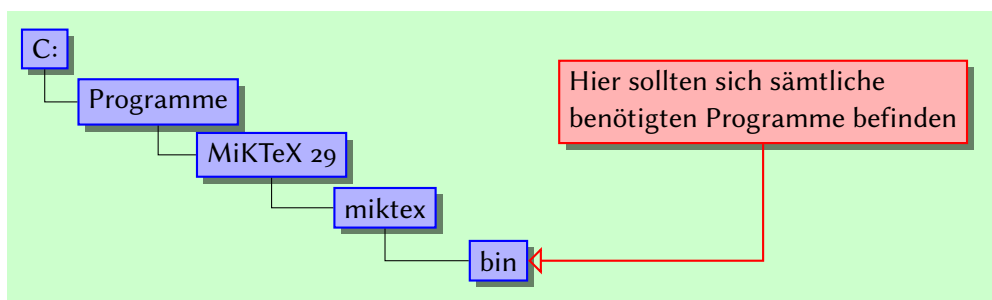 C:
Programme
MiKTeX 29
miktex
bin
Hier sollten sich sämtliche
benötigten Programme befinden